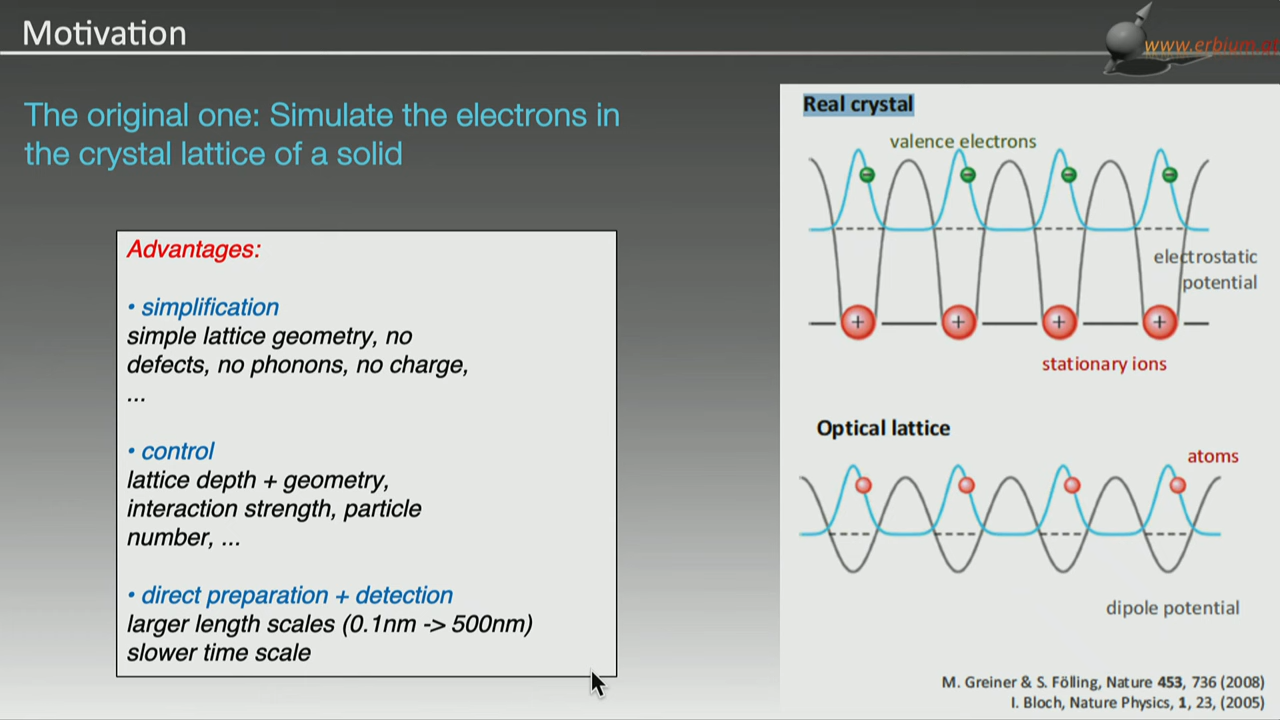 Motivation
www.erbium.at
The original one: Simulate the electrons in
the crystal lattice of a solid
Advantages:
• simplification
simple lattice geometry, no
defects, no phonons, no charge,
...
• control
lattice depth + geometry,
interaction strength, particle
number, ...
• direct preparation + detection
larger length scales (0.1nm -> 500nm)
slower time scale
Real crystal
valence electrons
electrostatic
potential
+ + + +
stationary ions
Optical lattice
atoms
dipole potential
M. Greiner & S. Fölling, Nature 453, 736 (2008)
I. Bloch, Nature Physics, 1, 23, (2005)